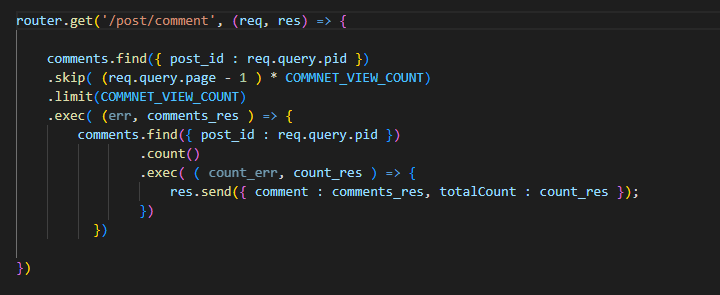 router.get('/post/comment', (req, res) => {
comments.find({ post_id : req.query.pid })
.skip( (req.query.page - 1 ) * COMMNET_VIEW_COUNT)
.limit(COMMNET_VIEW_COUNT)
.exec( (err, comments_res ) => {
comments.find({ post_id : req.query.pid })
.count()
.exec( ( count_err, count_res ) => {
res.send({ comment : comments_res, totalCount : count_res });
})
})
})